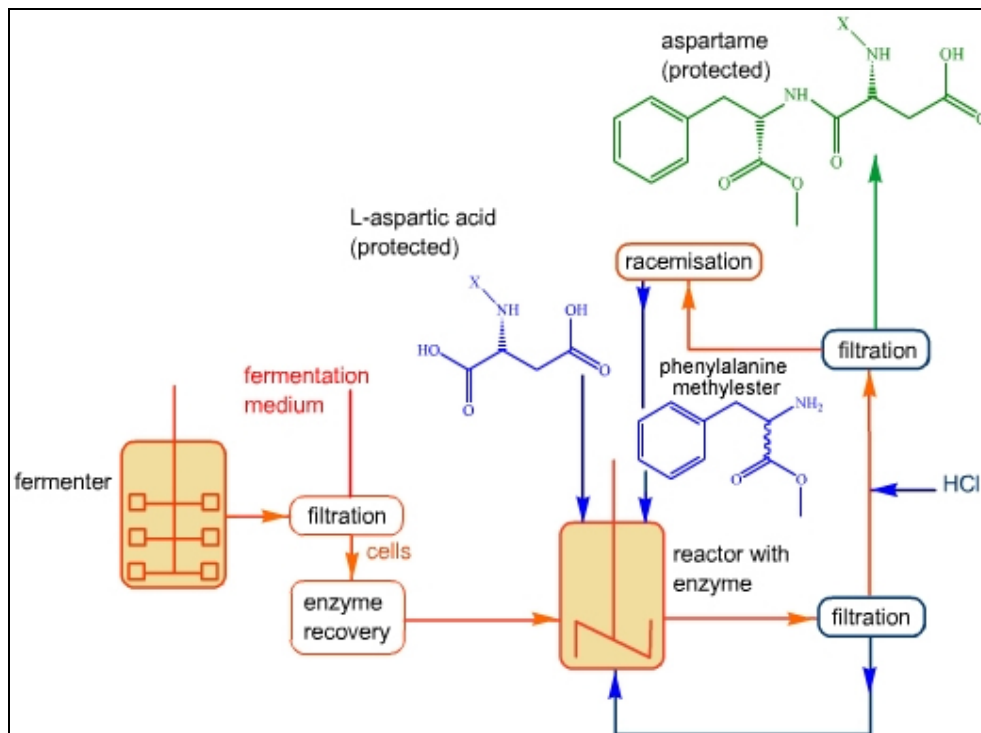 aspartame
(protected)
X
NH
OH
O
NH
O
O
O
L-aspartic acid
(protected)
X
NH
OH
HO
O
O
racemisation
filtration
phenylalanine
methylester
NH₂
O
O
fermentation
medium
HCl
fermenter
filtration
cells
reactor with
enzyme
enzyme
recovery
filtration